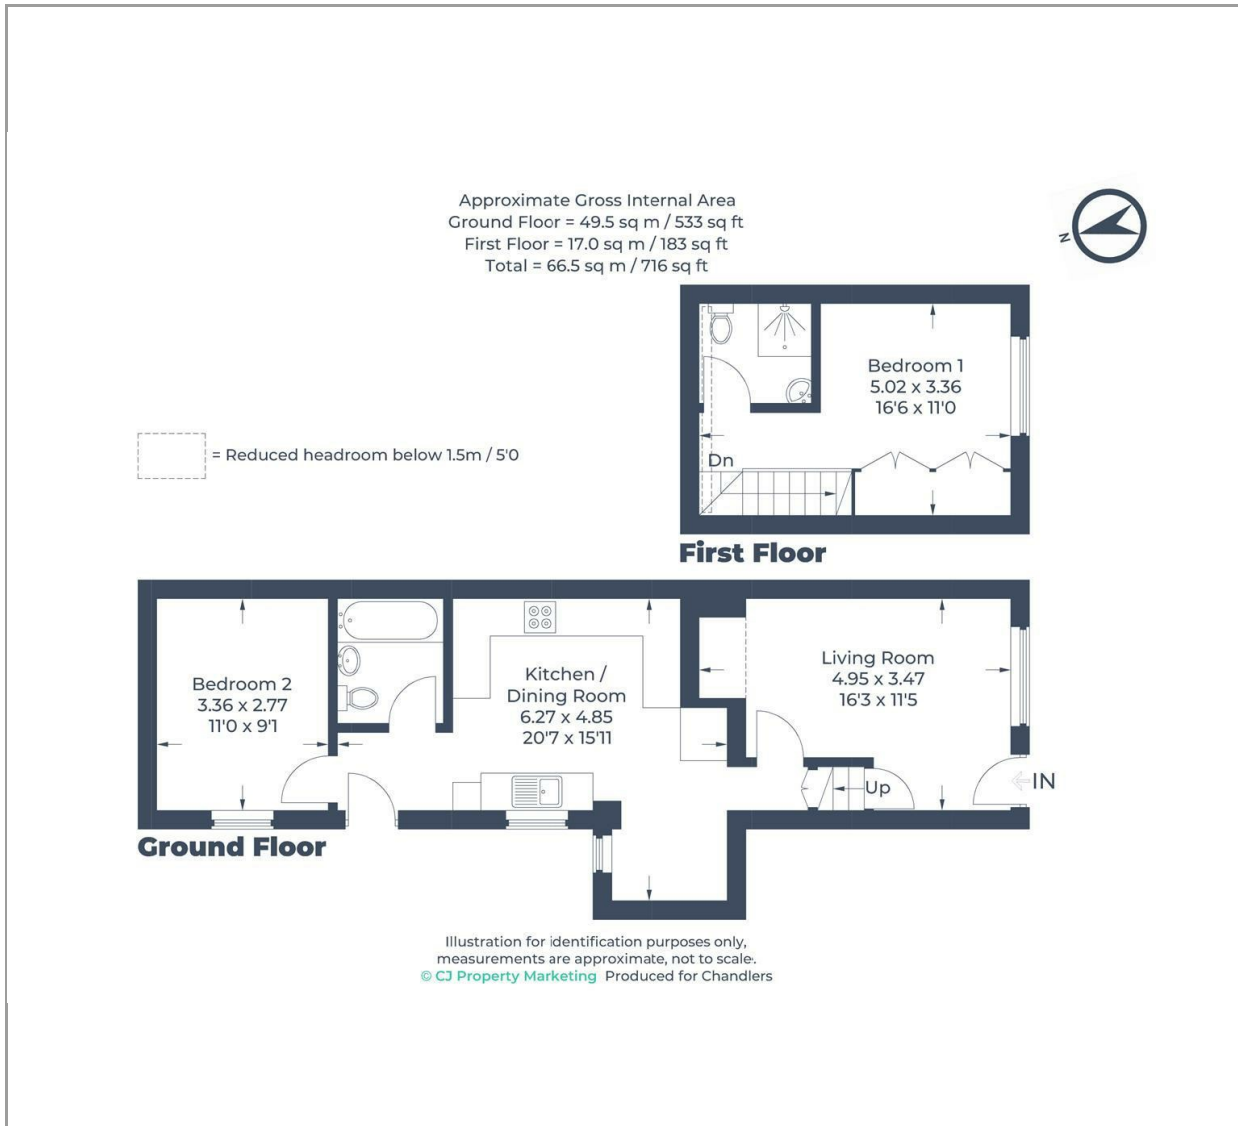 Approximate Gross Internal Area
Ground Floor = 49.5 sq m / 533 sq ft
First Floor = 17.0 sq m / 183 sq ft
Total = 66.5 sq m / 716 sq ft
N
Bedroom 1
5.02 x 3.36
16'6 x 11'0
Dn
= Reduced headroom below 1.5m / 5'0
First Floor
Bedroom 2
3.36 x 2.77
11'0 x 9'1
Kitchen /
Dining Room
6.27 x 4.85
20'7 x 15'11
Living Room
4.95 x 3.47
16'3 x 11'5
Up
IN
Ground Floor
Illustration for identification purposes only,
measurements are approximate, not to scale.
© CJ Property Marketing Produced for Chandlers